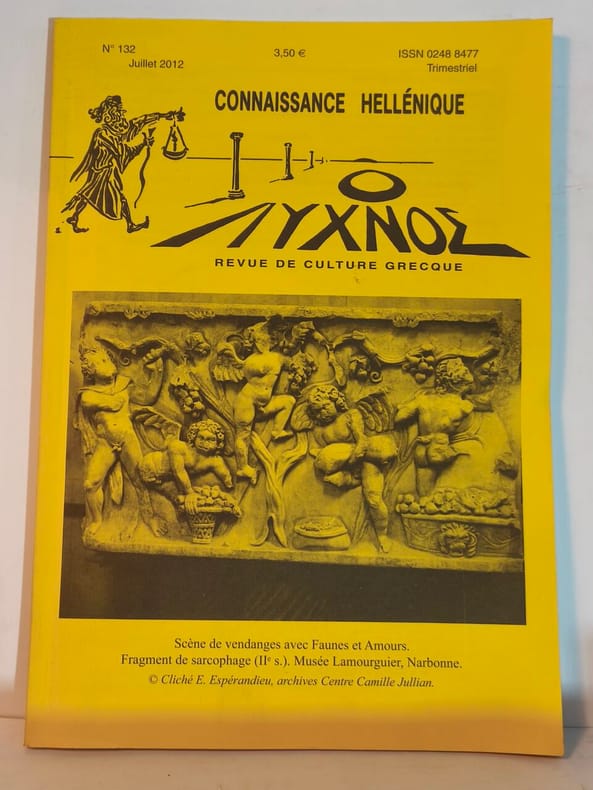 N° 132
Juillet 2012
3,50 €
ISSN 0248 8477
Trimestriel
CONNAISSANCE HELLÉNIQUE
Ο ΛΥΧΝΟΣ
REVUE DE CULTURE GRECQUE
Scène de vendanges avec Faunes et Amours.
Fragment de sarcophage (IIe s.). Musée Lamourguier, Narbonne.
© Cliché E. Espérandieu, archives Centre Camille Jullian.